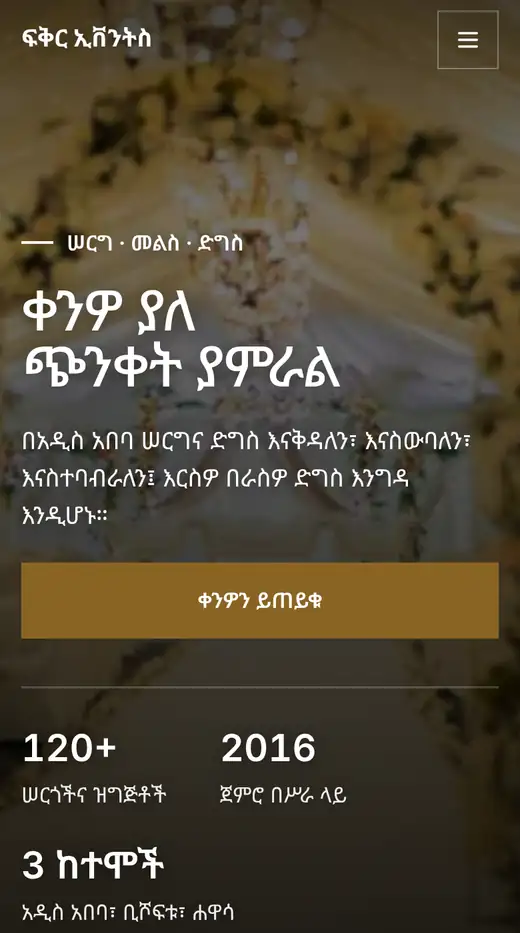 ፍቅር ኢቨንትስ
ሠርግ · መልስ · ድግስ
ቀንዎ ያለ
ጭንቀት ያምራል
በአዲስ አበባ ሠርግና ድግስ እናቅዳለን፣ እናስውባለን፣
እናስተባብራለን፤ እርስዎ በራስዎ ድግስ እንግዳ
እንዲሆኑ።
ቀንዎን ይጠይቁ
120+
2016
ሠርጎችና ዝግጅቶች
ጀምሮ በሥራ ላይ
3 ከተሞች
አዲስ አበባ፣ ቢሾፍቱ፣ ሐዋሳ